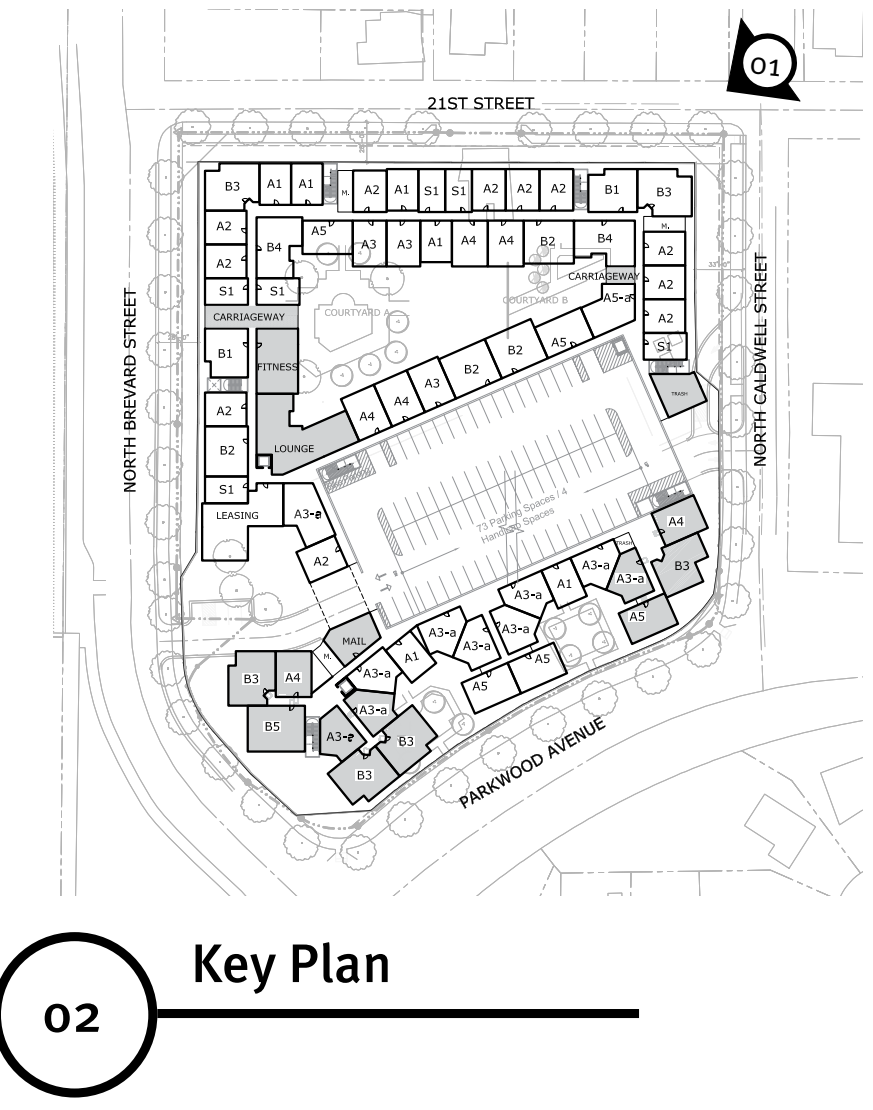 01
21ST STREET
B3
A1
A1
M.
A2
A1
S1
S1
A2
A2
A2
B1
B3
A2
B4
A5
A3
A3
A1
A4
A4
B2
B4
M.
A2
A2
S1
S1
CARRIAGEWAY
A5-a
A2
A2
S1
COURTYARD A
COURTYARD B
CARRIAGEWAY
B1
FITNESS
A4
A4
A3
B2
B2
A5
TRASH
NORTH BREVARD STREET
NORTH CALDWELL STREET
A2
B2
LOUNGE
S1
LEASING
A3-a
A2
73 Parking Spaces / 4
Handicap Spaces
A4
TRASH
B3
A3-a
A3-a
A1
A3-a
A5
MAIL
M.
A3-a
A3-a
A3-a
A1
A3-a
A5
A5
B3
A4
A3-a
B5
A3-a
B3
B3
PARKWOOD AVENUE
Key Plan
02